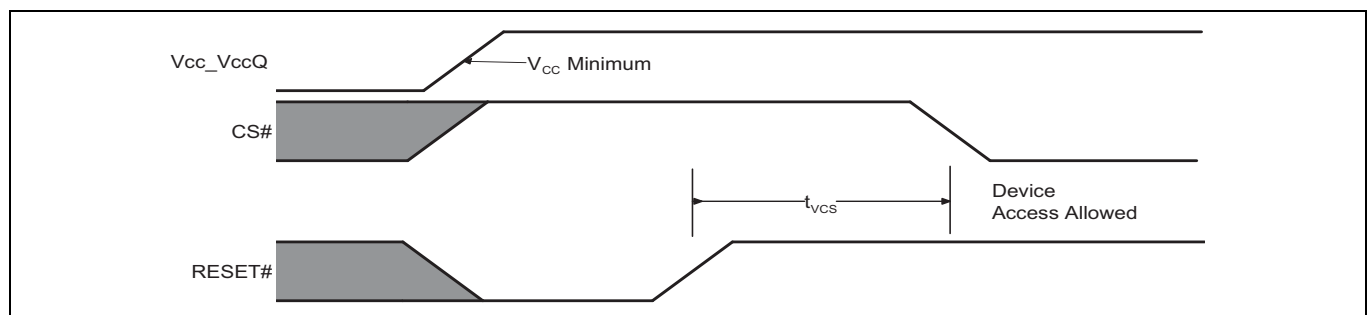 Vcc_VccQ
VCC Minimum
CS#
tVCS
Device
Access Allowed
RESET#